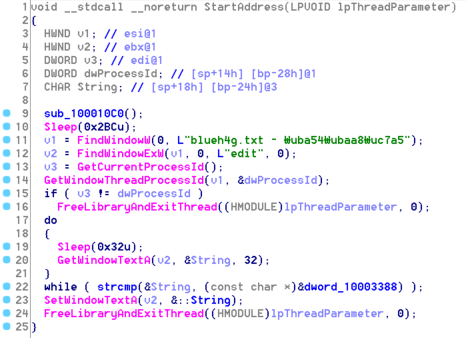 1 void __stdcall __noreturn StartAddress(LPVOID lpThreadParameter)
2 {
3   HWND v1; // esi@1
4   HWND v2; // ebx@1
5   DWORD v3; // edi@1
6   DWORD dwProcessId; // [sp+14h] [bp-28h]@1
7   CHAR String; // [sp+18h] [bp-24h]@3
8
9   sub_100010C0();
10   Sleep(0x2BCu);
11   v1 = FindWindowW(0, L"blueh4g.txt - ₩uba54₩ubaa8₩uc7a5");
12   v2 = FindWindowExW(v1, 0, L"edit", 0);
13   v3 = GetCurrentProcessId();
14   GetWindowThreadProcessId(v1, &dwProcessId);
15   if ( v3 != dwProcessId )
16     FreeLibraryAndExitThread((HMODULE)lpThreadParameter, 0);
17   do
18   {
19     Sleep(0x32u);
20     GetWindowTextA(v2, &String, 32);
21   }
22   while ( strcmp(&String, (const char *)&dword_10003388) );
23   SetWindowTextA(v2, &::String);
24   FreeLibraryAndExitThread((HMODULE)lpThreadParameter, 0);
25 }